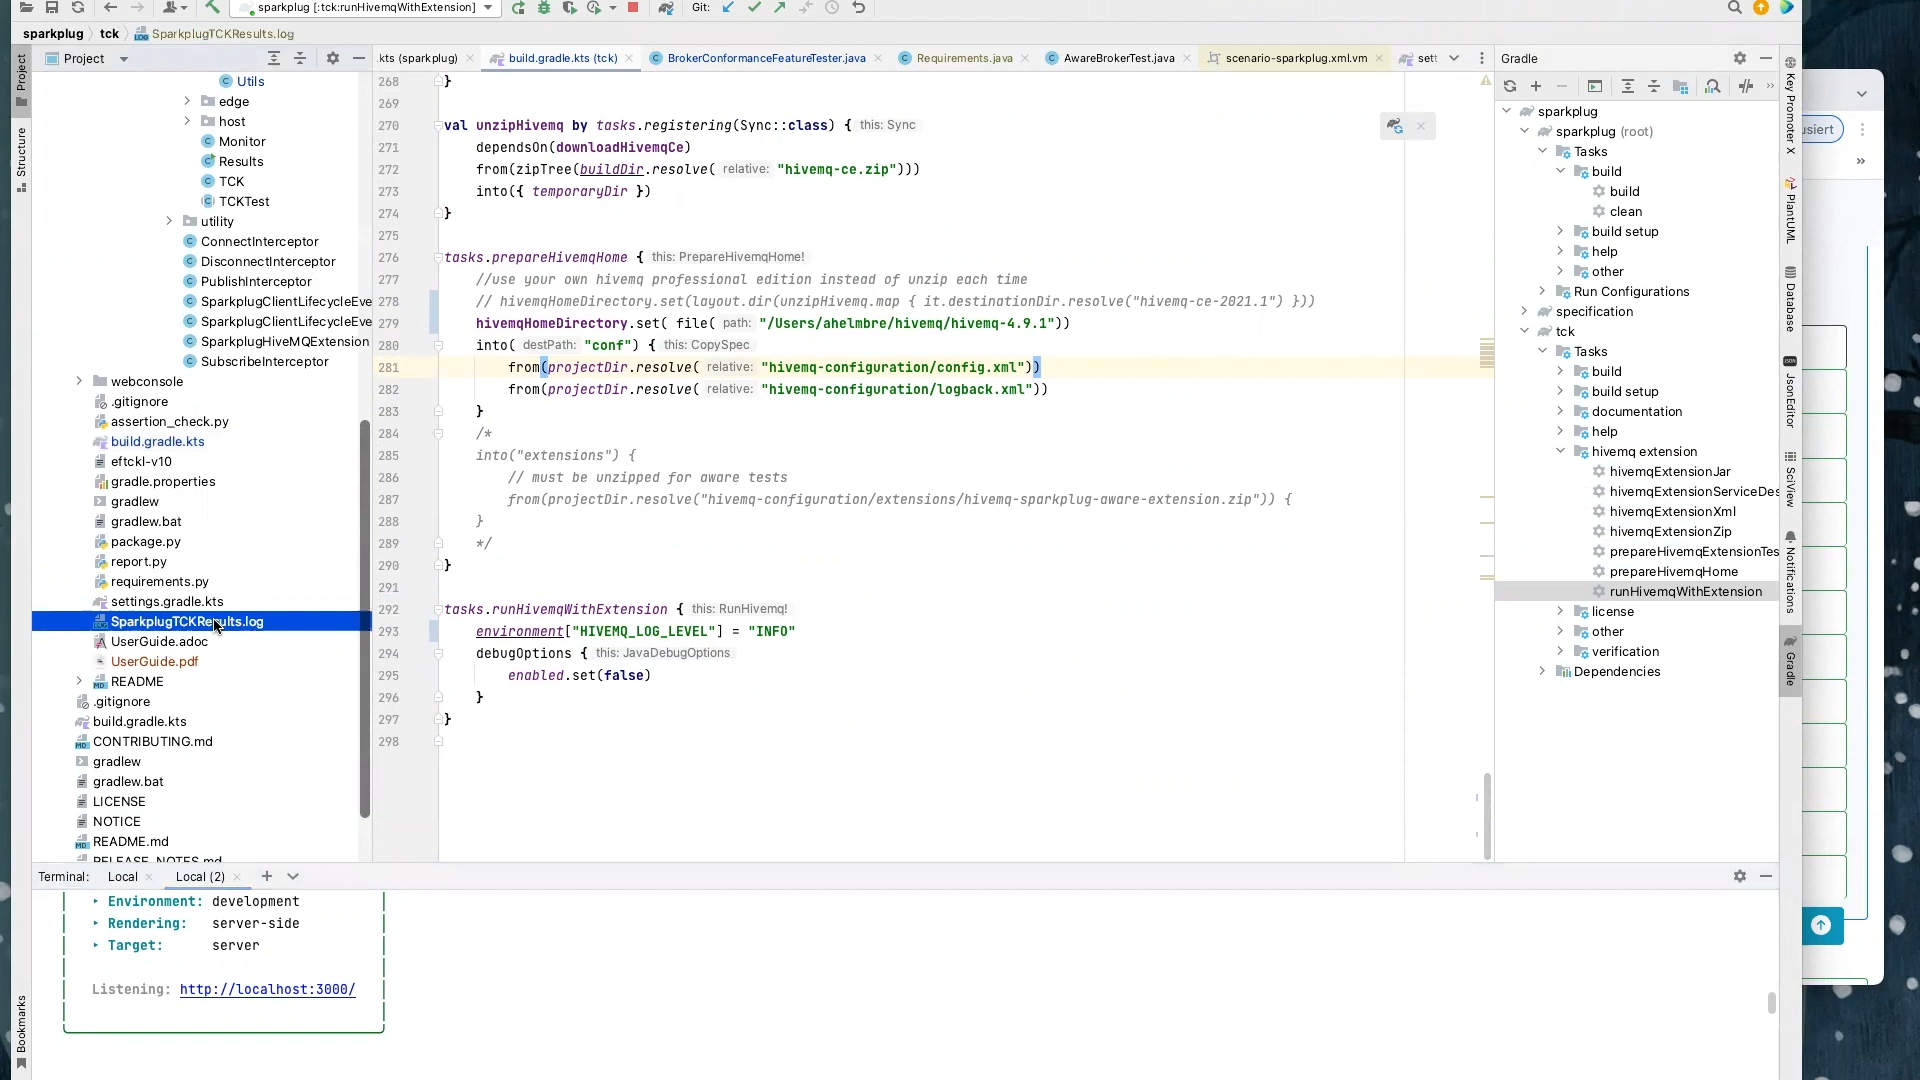 sparkplug [:tck:runHivemqWithExtension]
Git:
sparkplug
tck
SparkplugTCKResults.log
Project
.kts (sparkplug)
build.gradle.kts (tck)
BrokerConformanceFeatureTester.java
Requirements.java
AwareBrokerTest.java
scenario-sparkplug.xml.vm
sett
Gradle
Project
Structure
Bookmarks
Utils
edge
host
Monitor
Results
TCK
TCKTest
utility
ConnectInterceptor
DisconnectInterceptor
PublishInterceptor
SparkplugClientLifecycleEve
SparkplugClientLifecycleEve
SparkplugHiveMQExtension
SubscribeInterceptor
webconsole
.gitignore
assertion_check.py
build.gradle.kts
eftckl-v10
gradle.properties
gradlew
gradlew.bat
package.py
report.py
requirements.py
settings.gradle.kts
SparkplugTCKResults.log
UserGuide.adoc
UserGuide.pdf
README
.gitignore
build.gradle.kts
CONTRIBUTING.md
gradlew
gradlew.bat
LICENSE
NOTICE
README.md
RELEASE_NOTES.md
268 }
269
270 val unzipHivemq by tasks.registering(Sync::class) { this: Sync
271 dependsOn(downloadHivemqCe)
272 from(zipTree(buildDir.resolve( relative: "hivemq-ce.zip")))
273 into({ temporaryDir })
274 }
275
276 tasks.prepareHivemqHome { this: PrepareHivemqHome!
277 //use your own hivemq professional edition instead of unzip each time
278 // hivemqHomeDirectory.set(layout.dir(unzipHivemq.map { it.destinationDir.resolve("hivemq-ce-2021.1") }))
279 hivemqHomeDirectory.set( file( path: "/Users/ahelmbre/hivemq/hivemq-4.9.1"))
280 into( destPath: "conf") { this: CopySpec
281 from(projectDir.resolve( relative: "hivemq-configuration/config.xml"))
282 from(projectDir.resolve( relative: "hivemq-configuration/logback.xml"))
283 }
284 /*
285 into("extensions") {
286 // must be unzipped for aware tests
287 from(projectDir.resolve("hivemq-configuration/extensions/hivemq-sparkplug-aware-extension.zip")) {
288 }
289 */
290 }
291
292 tasks.runHivemqWithExtension { this: RunHivemq!
293 environment["HIVEMQ_LOG_LEVEL"] = "INFO"
294 debugOptions { this: JavaDebugOptions
295 enabled.set(false)
296 }
297 }
298
sparkplug
sparkplug (root)
Tasks
build
build
clean
build setup
help
other
Run Configurations
specification
tck
Tasks
build
build setup
documentation
help
hivemq extension
hivemqExtensionJar
hivemqExtensionServiceDes
hivemqExtensionXml
hivemqExtensionZip
prepareHivemqExtensionTes
prepareHivemqHome
runHivemqWithExtension
license
other
verification
Dependencies
Key Promoter X
PlantUML
Database
JsonEditor
SciView
Notifications
Gradle
usiert
Terminal:
Local
Local (2)
‣ Environment: development
‣ Rendering: server-side
‣ Target: server
Listening: http://localhost:3000/